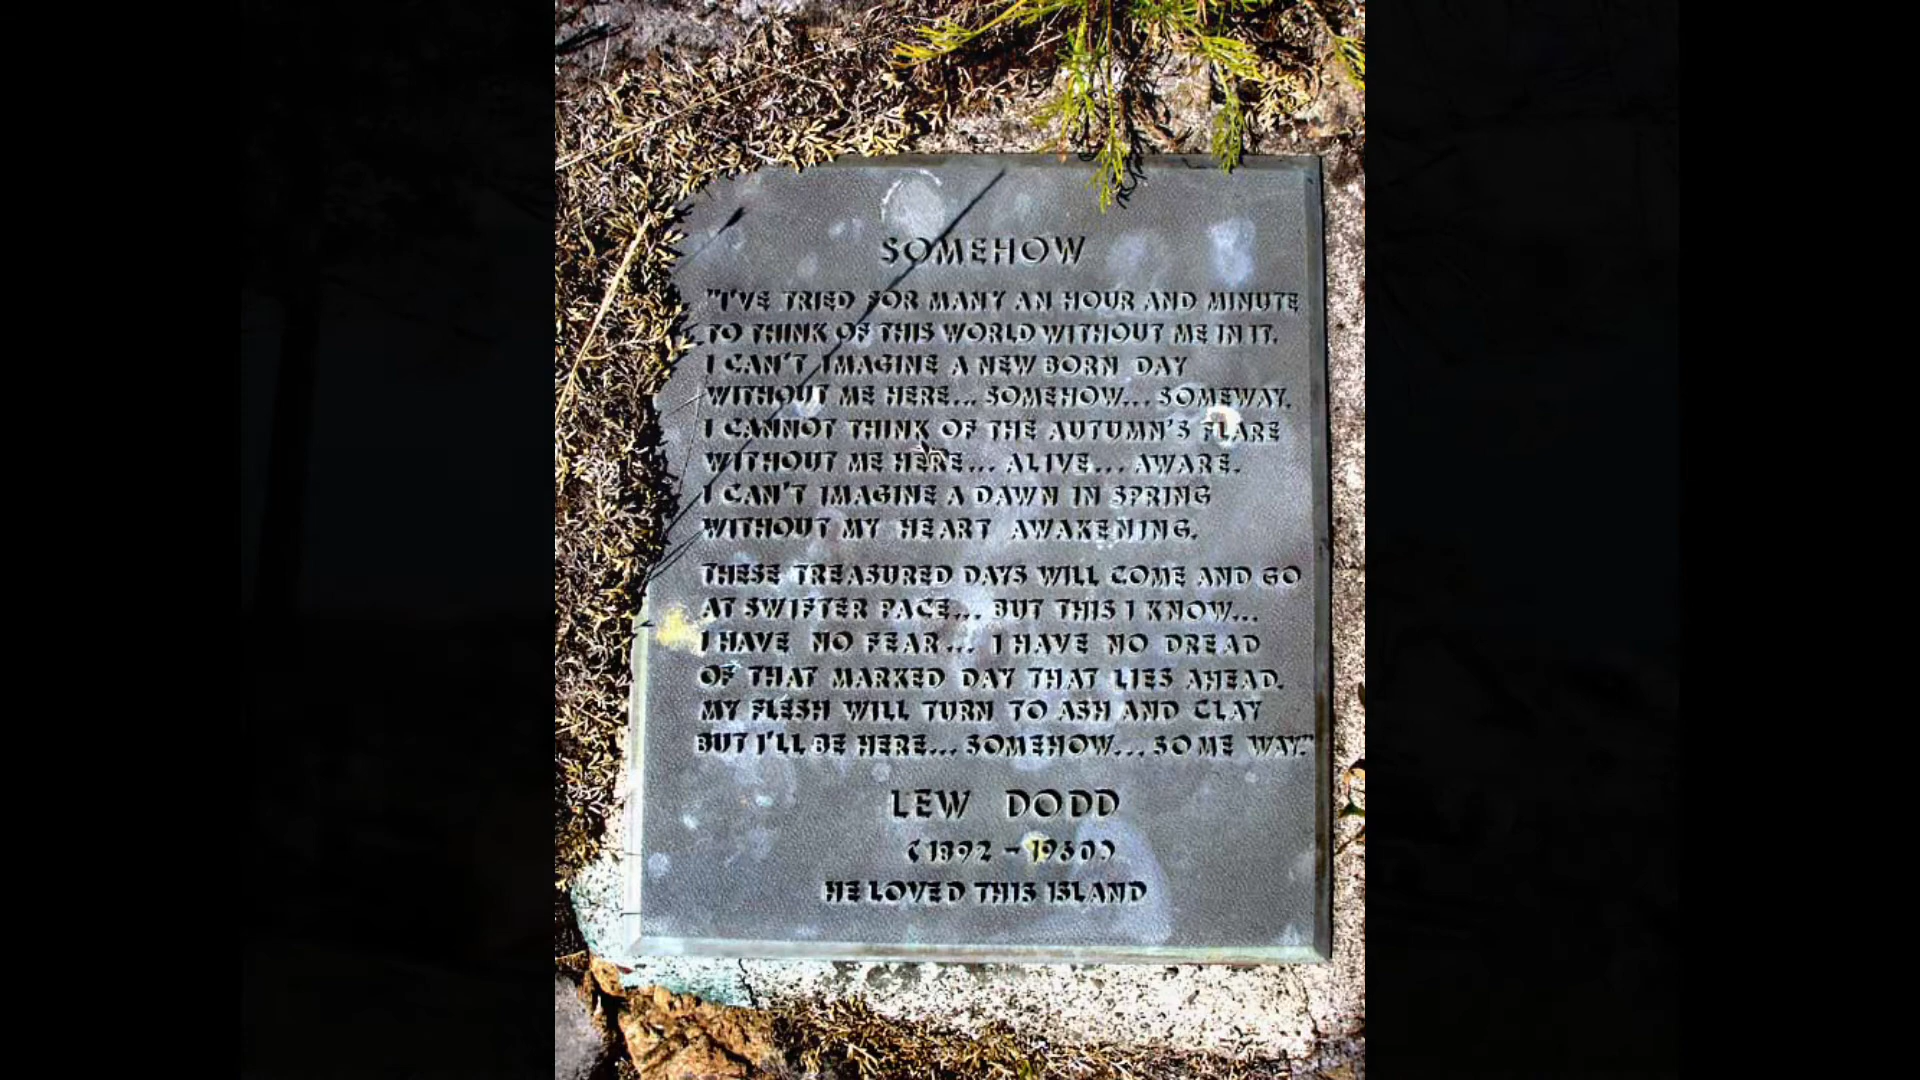 SOMEHOW
"I'VE TRIED FOR MANY AN HOUR AND MINUTE
TO THINK OF THIS WORLD WITHOUT ME IN IT.
I CAN'T IMAGINE A NEW BORN DAY
WITHOUT ME HERE... SOMEHOW... SOMEWAY.
I CANNOT THINK OF THE AUTUMN'S FLARE
WITHOUT ME HERE... ALIVE... AWARE.
I CAN'T IMAGINE A DAWN IN SPRING
WITHOUT MY HEART AWAKENING.
THESE TREASURED DAYS WILL COME AND GO
AT SWIFTER PACE... BUT THIS I KNOW...
I HAVE NO FEAR... I HAVE NO DREAD
OF THAT MARKED DAY THAT LIES AHEAD.
MY FLESH WILL TURN TO ASH AND CLAY
BUT I'LL BE HERE... SOMEHOW... SOME WAY."
LEW DODD
(1892 - 1960)
HE LOVED THIS ISLAND